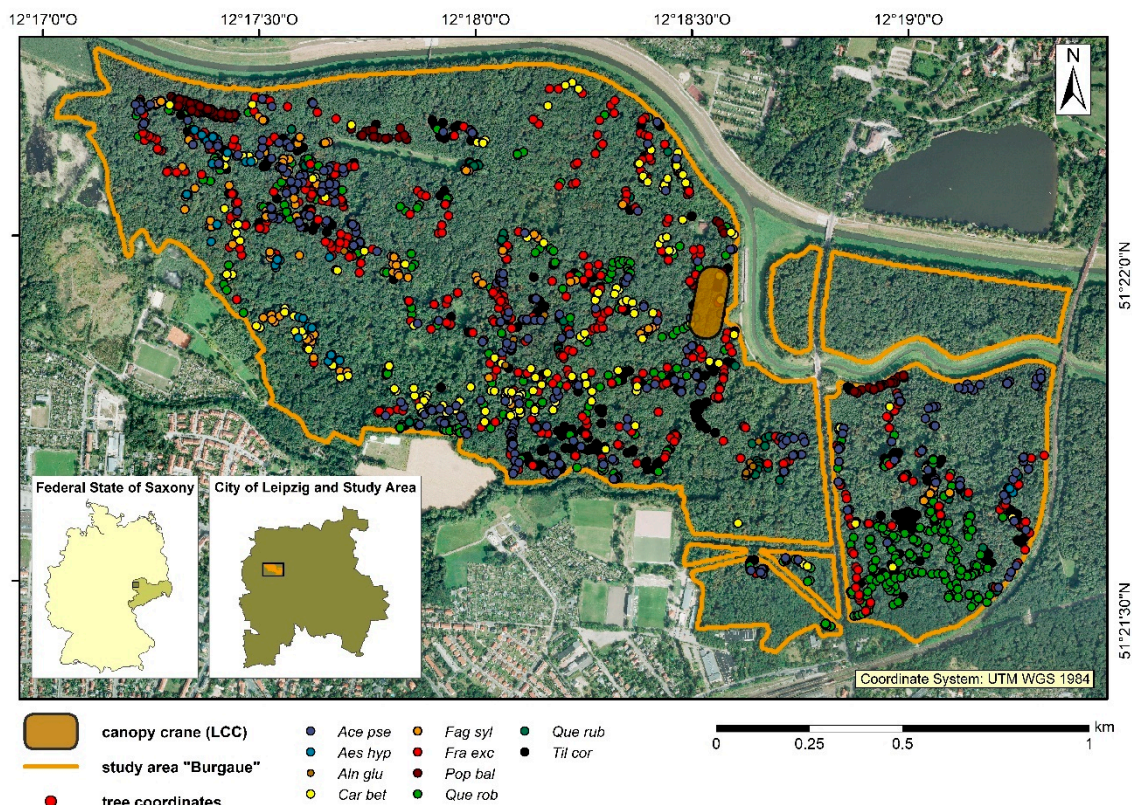 12°17'0"O 12°17'30"O 12°18'0"O 12°18'30"O 12°19'0"O
N
51°22'0"N
51°21'30"N
Federal State of Saxony
City of Leipzig and Study Area
Coordinate System: UTM WGS 1984
canopy crane (LCC)
study area "Burgaue"
tree coordinates
Ace pse
Aes hyp
Aln glu
Car bet
Fag syl
Fra exc
Pop bal
Que rob
Que rub
Til cor
km
0 0.25 0.5 1